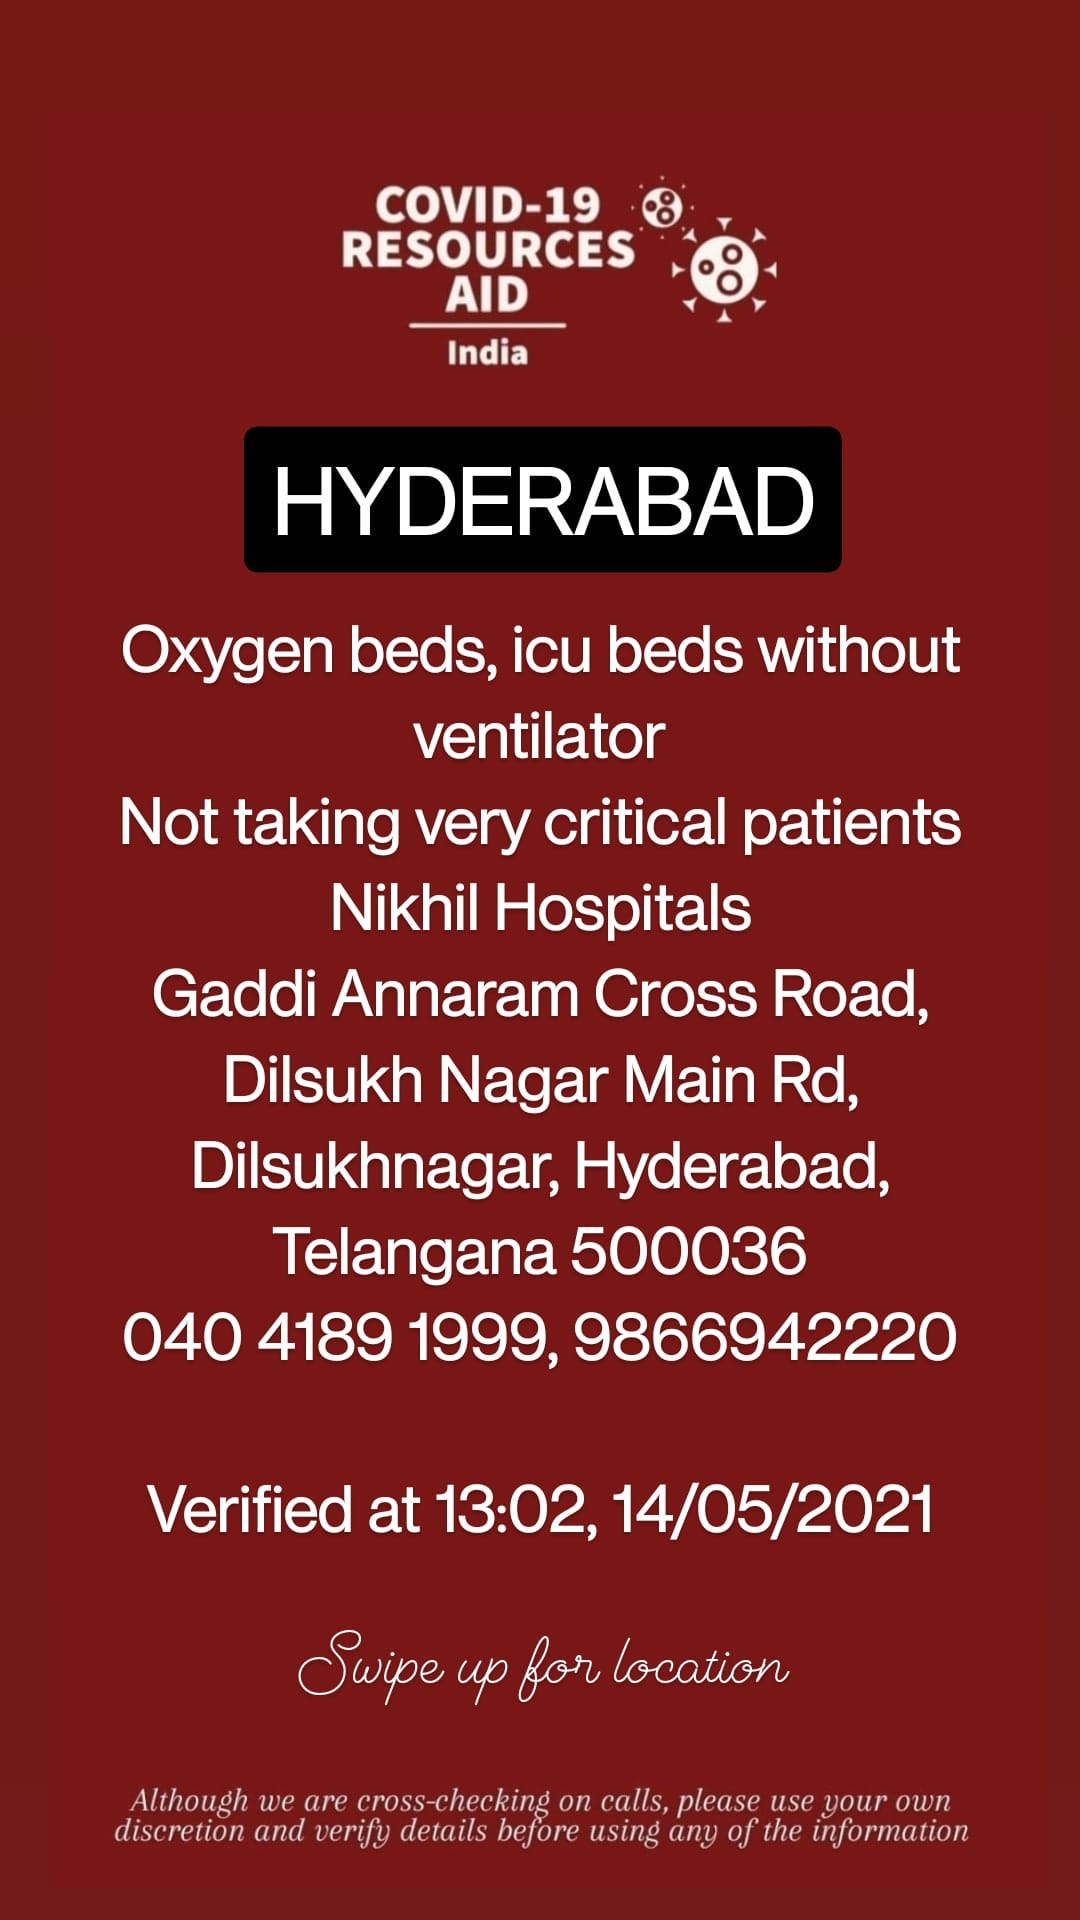 COVID-19
RESOURCES
AID
India
HYDERABAD
Oxygen beds, icu beds without
ventilator
Not taking very critical patients
Nikhil Hospitals
Gaddi Annaram Cross Road,
Dilsukh Nagar Main Rd,
Dilsukhnagar, Hyderabad,
Telangana 500036
040 4189 1999, 9866942220
Verified at 13:02, 14/05/2021
Swipe up for location
Although we are cross-checking on calls, please use your own
discretion and verify details before using any of the information